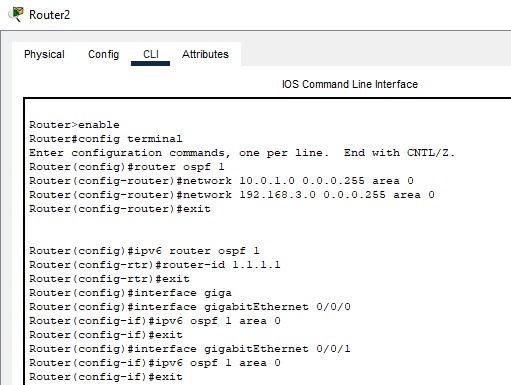 Router2
Physical Config CLI Attributes
IOS Command Line Interface
Router>enable
Router#config terminal
Enter configuration commands, one per line.  End with CNTL/Z.
Router(config)#router ospf 1
Router(config-router)#network 10.0.1.0 0.0.0.255 area 0
Router(config-router)#network 192.168.3.0 0.0.0.255 area 0
Router(config-router)#exit
Router(config)#ipv6 router ospf 1
Router(config-rtr)#router-id 1.1.1.1
Router(config-rtr)#exit
Router(config)#interface giga
Router(config)#interface gigabitEthernet 0/0/0
Router(config-if)#ipv6 ospf 1 area 0
Router(config-if)#exit
Router(config)#interface gigabitEthernet 0/0/1
Router(config-if)#ipv6 ospf 1 area 0
Router(config-if)#exit